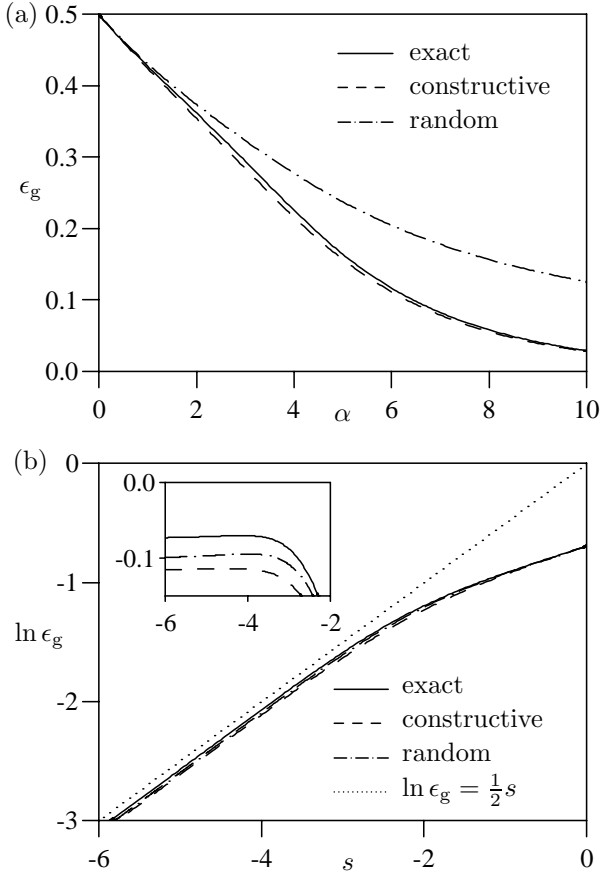 (a)
0.5
0.4
0.3
0.2
0.1
0.0
ϵg
exact
constructive
random
0 2 4 6 8 10
α
(b)
0
-1
-2
-3
ln ϵg
0.0
-0.1
-6 -4 -2
exact
constructive
random
ln ϵg = 1/2 s
-6 -4 -2 0
s